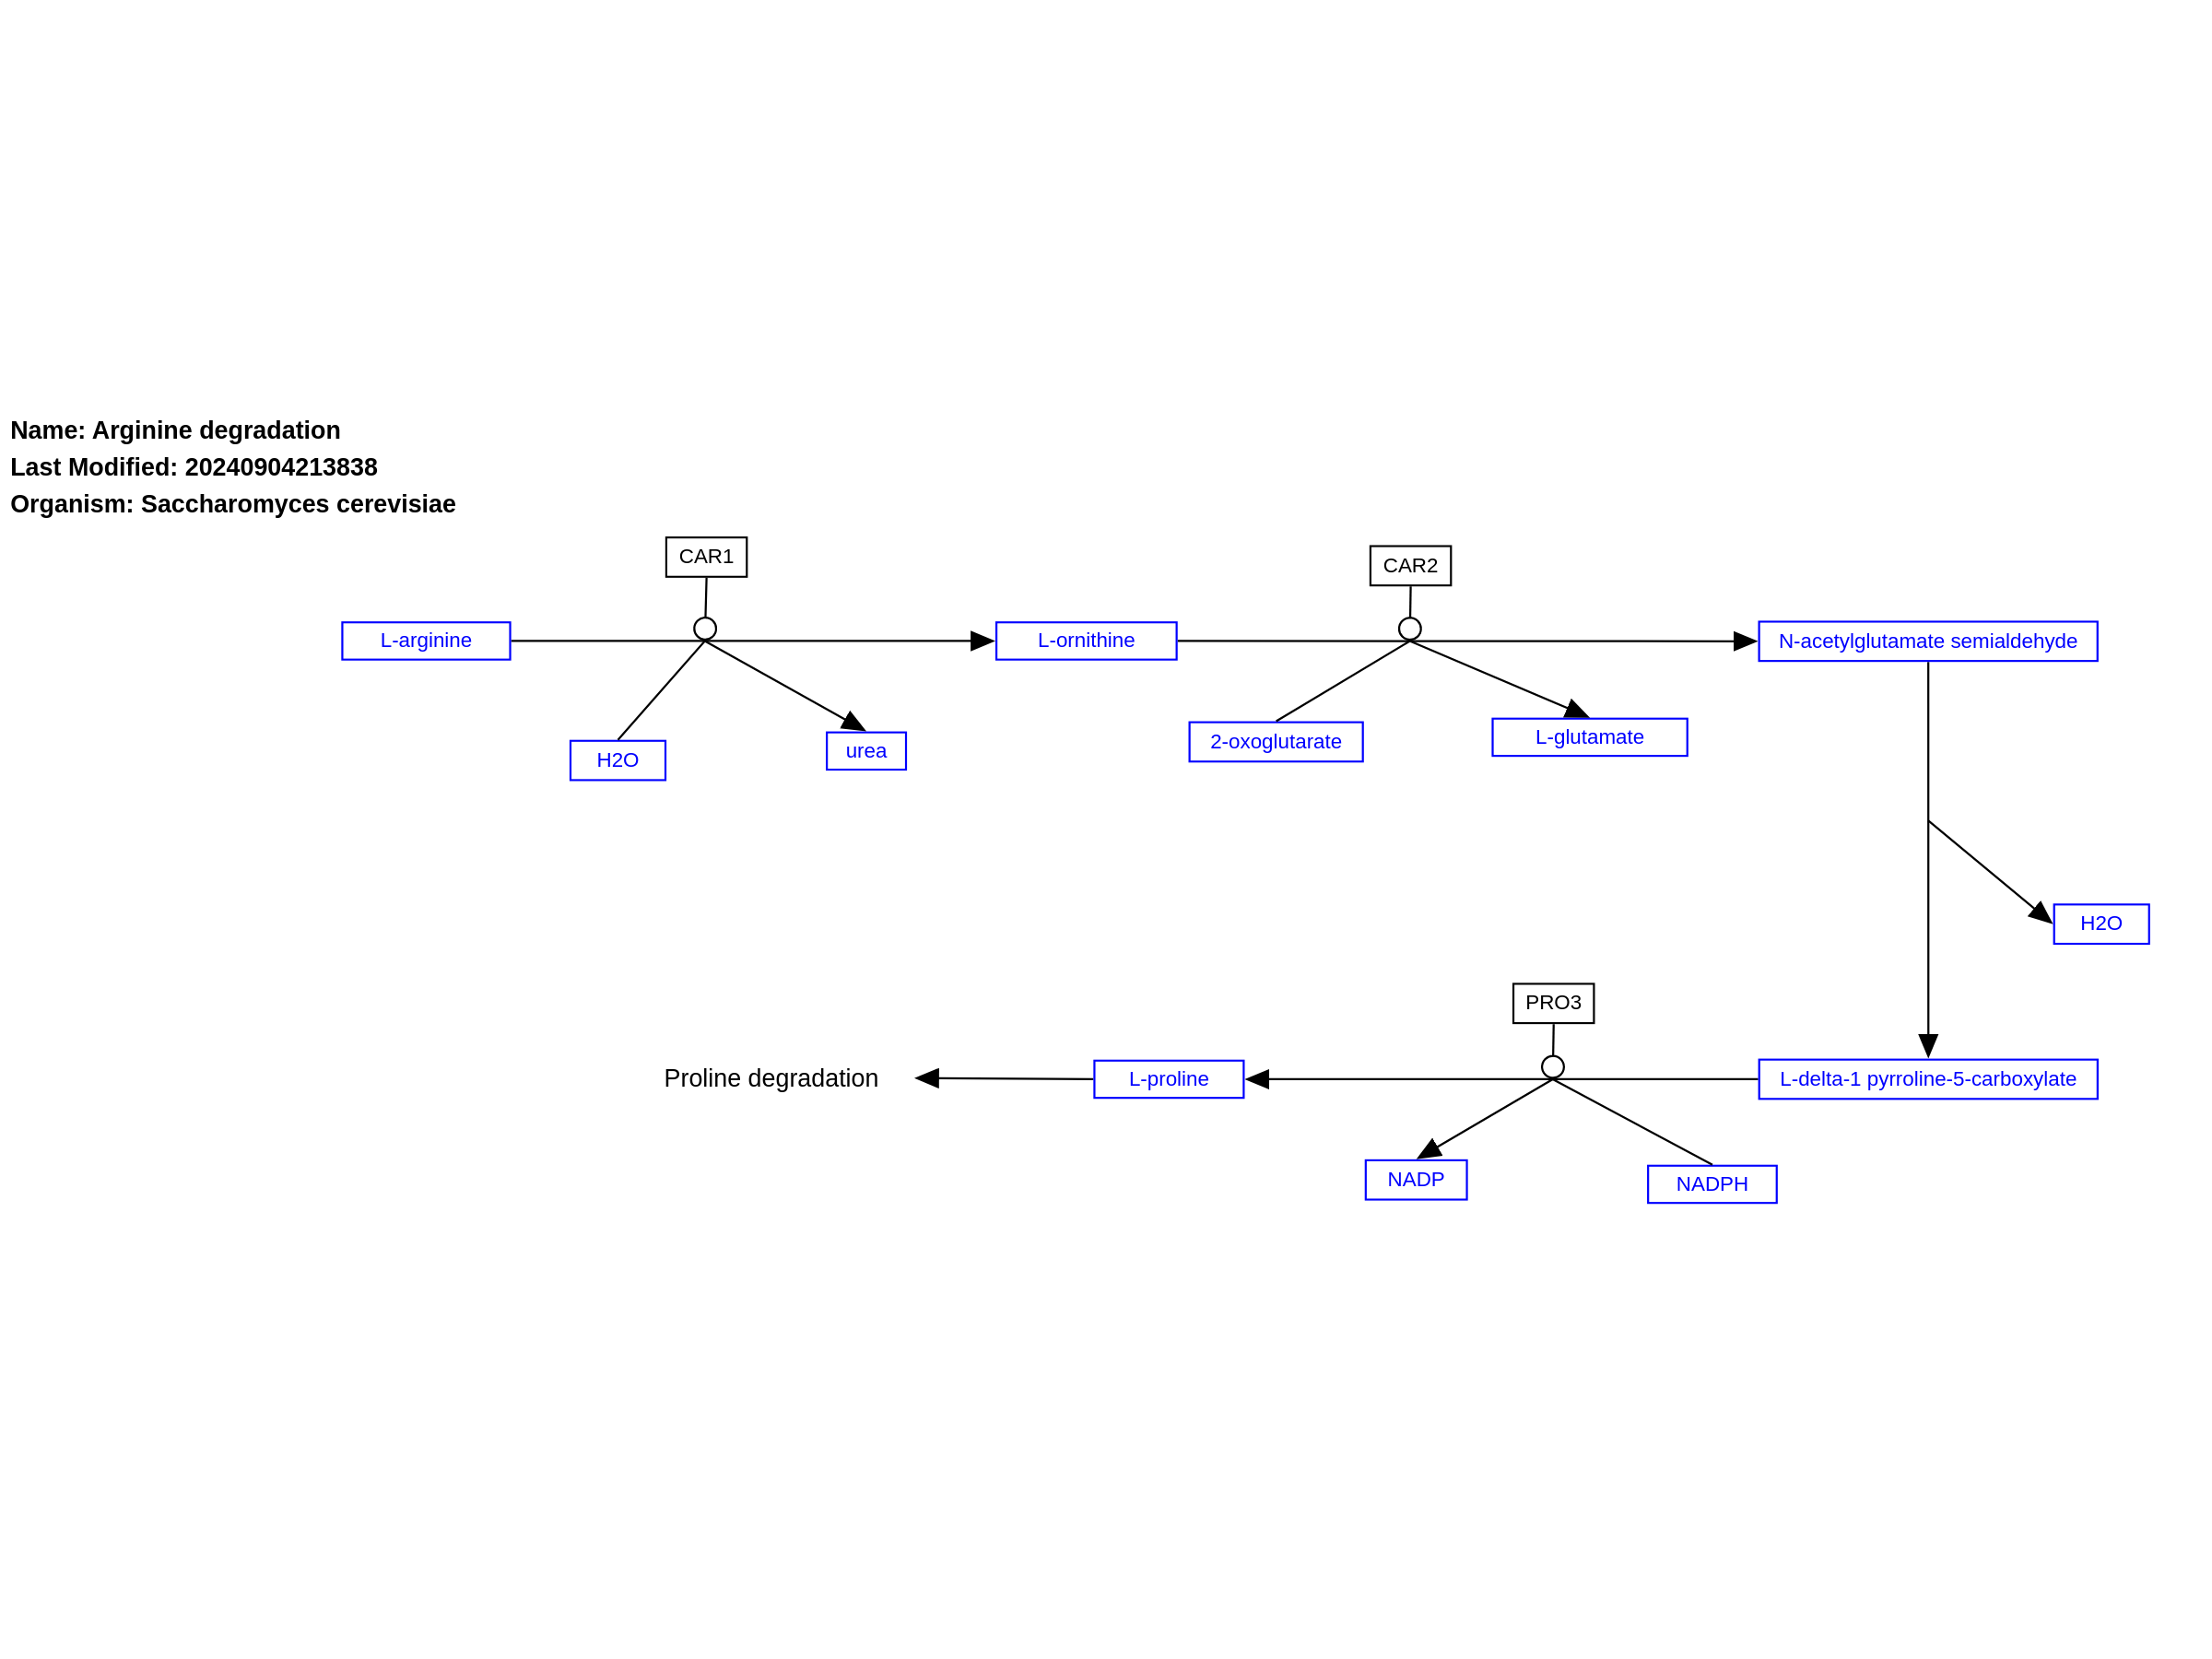 Name: Arginine degradation
Last Modified: 20240904213838
Organism: Saccharomyces cerevisiae
CAR1
CAR2
L-arginine
L-ornithine
N-acetylglutamate semialdehyde
H2O
urea
2-oxoglutarate
L-glutamate
H2O
PRO3
Proline degradation
L-proline
L-delta-1 pyrroline-5-carboxylate
NADP
NADPH